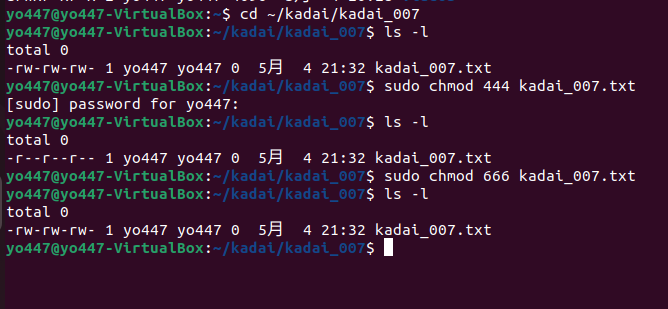 yo447@yo447-VirtualBox:~$ cd ~/kadai/kadai_007
yo447@yo447-VirtualBox:~/kadai/kadai_007$ ls -l
total 0
-rw-rw-rw- 1 yo447 yo447 0  5月  4 21:32 kadai_007.txt
yo447@yo447-VirtualBox:~/kadai/kadai_007$ sudo chmod 444 kadai_007.txt
[sudo] password for yo447:
yo447@yo447-VirtualBox:~/kadai/kadai_007$ ls -l
total 0
-r--r--r-- 1 yo447 yo447 0  5月  4 21:32 kadai_007.txt
yo447@yo447-VirtualBox:~/kadai/kadai_007$ sudo chmod 666 kadai_007.txt
yo447@yo447-VirtualBox:~/kadai/kadai_007$ ls -l
total 0
-rw-rw-rw- 1 yo447 yo447 0  5月  4 21:32 kadai_007.txt
yo447@yo447-VirtualBox:~/kadai/kadai_007$